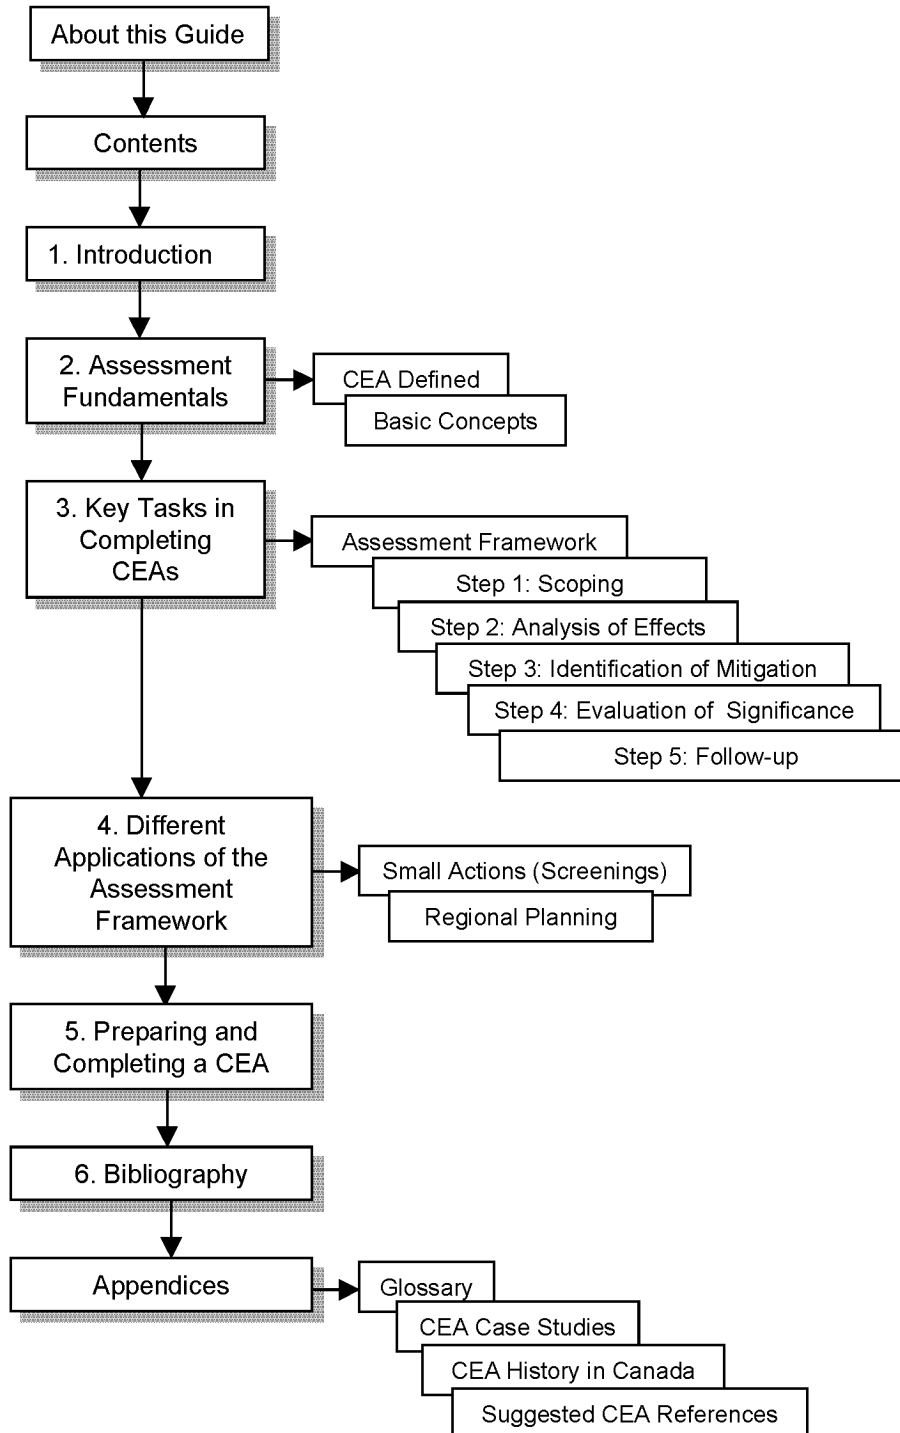 About this Guide
Contents
1. Introduction
2. Assessment
Fundamentals
CEA Defined
Basic Concepts
3. Key Tasks in
Completing
CEAs
Assessment Framework
Step 1: Scoping
Step 2: Analysis of Effects
Step 3: Identification of Mitigation
Step 4: Evaluation of Significance
Step 5: Follow-up
4. Different
Applications of the
Assessment
Framework
Small Actions (Screenings)
Regional Planning
5. Preparing and
Completing a CEA
6. Bibliography
Appendices
Glossary
CEA Case Studies
CEA History in Canada
Suggested CEA References